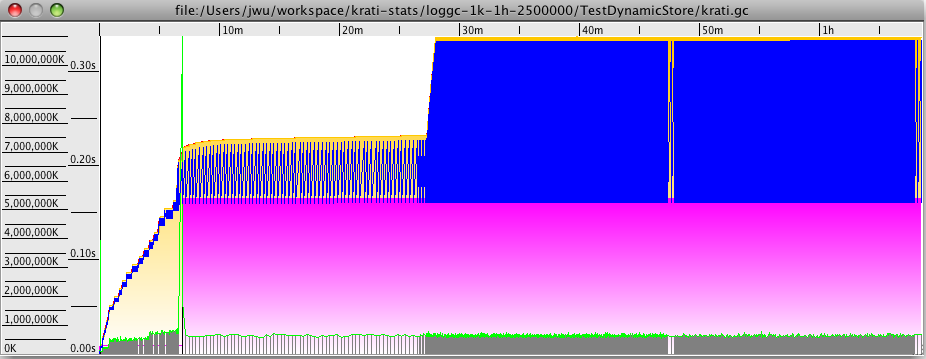 file:/Users/jwu/workspace/krati-stats/loggc-1k-1h-2500000/TestDynamicStore/krati.gc
10m 20m 30m 40m 50m 1h
10,000,000K
0.30s
9,000,000K
8,000,000K
7,000,000K
0.20s
6,000,000K
5,000,000K
4,000,000K
0.10s
3,000,000K
2,000,000K
1,000,000K
0K 0.00s